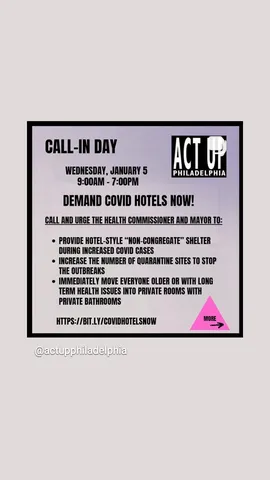 CALL-IN DAY
ACT UP
PHILADELPHIA
WEDNESDAY, JANUARY 5
9:00AM - 7:00PM
DEMAND COVID HOTELS NOW!
CALL AND URGE THE HEALTH COMMISSIONER AND MAYOR TO:
• PROVIDE HOTEL-STYLE "NON-CONGREGATE" SHELTER
DURING INCREASED COVID CASES
• INCREASE THE NUMBER OF QUARANTINE SITES TO STOP
THE OUTBREAKS
• IMMEDIATELY MOVE EVERYONE OLDER OR WITH LONG
TERM HEALTH ISSUES INTO PRIVATE ROOMS WITH
PRIVATE BATHROOMS
HTTPS://BIT.LY/COVIDHOTELSNOW
MORE
@actupphiladelphia